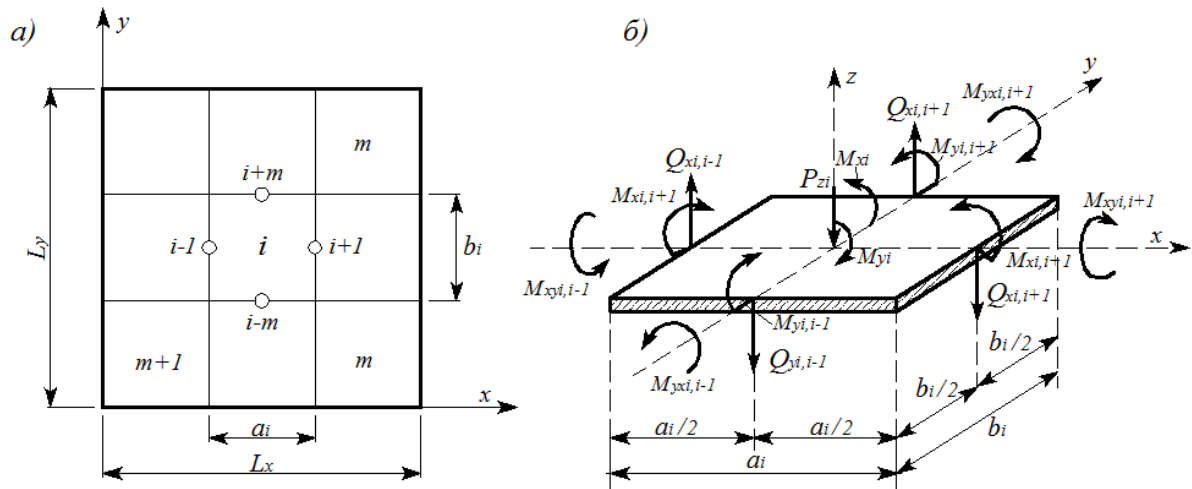 а)
y
m
i+m
Ly
i-1
i
i+1
bi
i-m
m+1
m
x
ai
Lx
б)
z
y
Myxi,i+1
Qxi,i+1
Qxi,i-1
Mxi
Myi,i+1
Pzi
Mxi,i+1
Mxyi,i+1
x
Myi
Mxi,i+1
Mxyi,i-1
Qxi,i+1
Myi,i-1
bi/2
Qyi,i-1
Myxi,i-1
bi/2
bi
ai/2
ai/2
ai